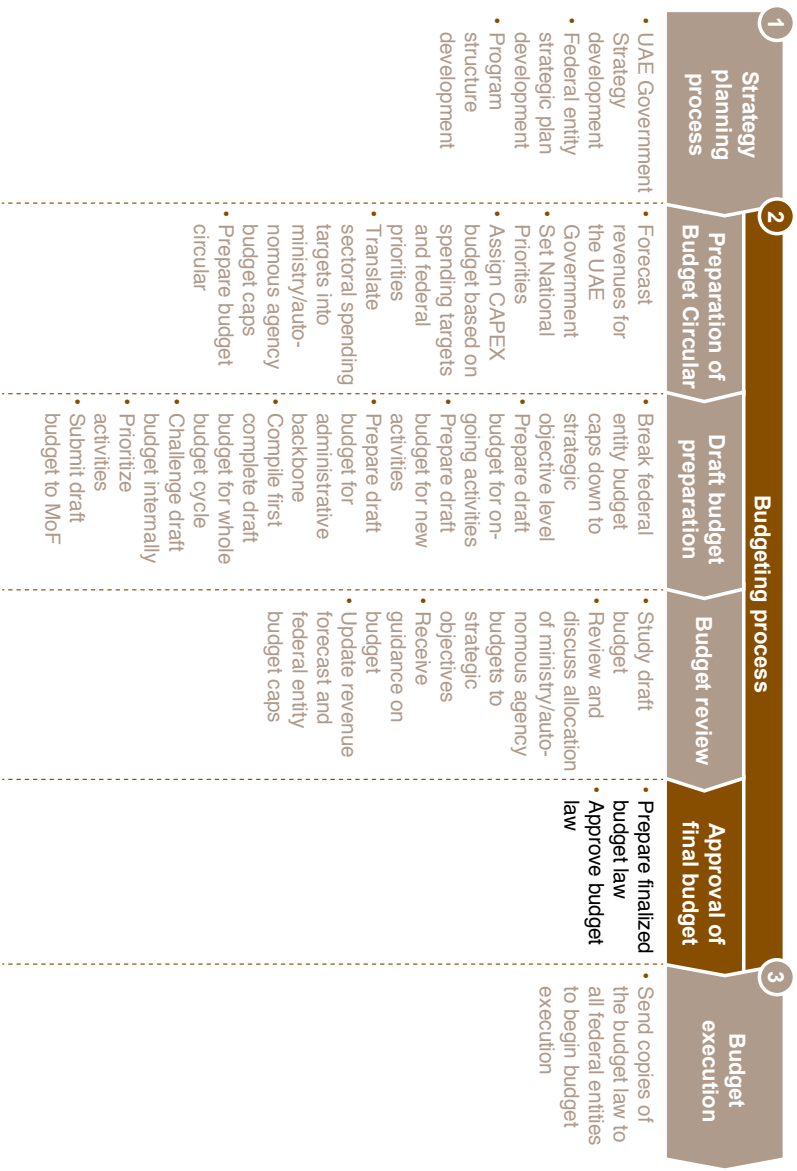 1
Strategy
planning
process
• UAE Government
Strategy
development
• Federal entity
strategic plan
development
• Program
structure
development
2
Budgeting process
Preparation of
Budget Circular
• Forecast
revenues for
the UAE
Government
• Set National
Priorities
• Assign CAPEX
budget based on
spending targets
and federal
priorities
• Translate
sectoral spending
targets into
ministry/auto-
nomous agency
budget caps
• Prepare budget
circular
Draft budget
preparation
• Break federal
entity budget
caps down to
strategic
objective level
• Prepare draft
budget for on-
going activities
• Prepare draft
budget for new
activities
• Prepare draft
budget for
administrative
backbone
• Compile first
complete draft
budget for whole
budget cycle
• Challenge draft
budget internally
• Prioritize
activities
• Submit draft
budget to MoF
Budget review
• Study draft
budget
• Review and
discuss allocation
of ministry/auto-
nomous agency
budgets to
strategic
objectives
• Receive
guidance on
budget
• Update revenue
forecast and
federal entity
budget caps
Approval of
final budget
• Prepare finalized
budget law
• Approve budget
law
3
Budget
execution
• Send copies of
the budget law to
all federal entities
to begin budget
execution